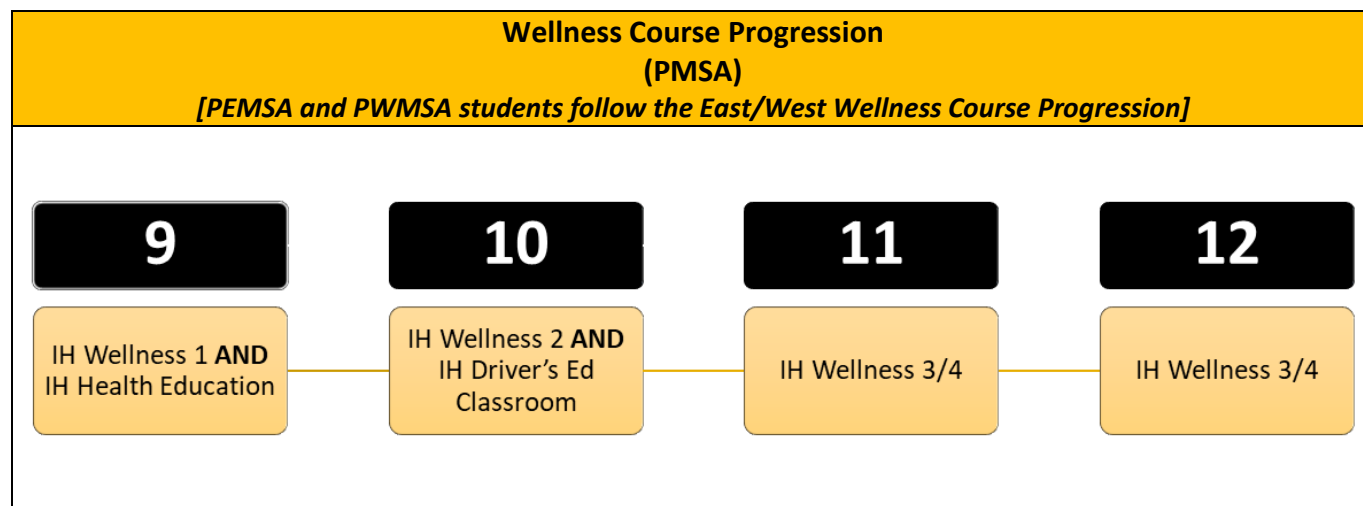 Wellness Course Progression
(PMSA)
[PEMSA and PWMSA students follow the East/West Wellness Course Progression]
9
10
11
12
IH Wellness 1 AND
IH Health Education
IH Wellness 2 AND
IH Driver’s Ed
Classroom
IH Wellness 3/4
IH Wellness 3/4